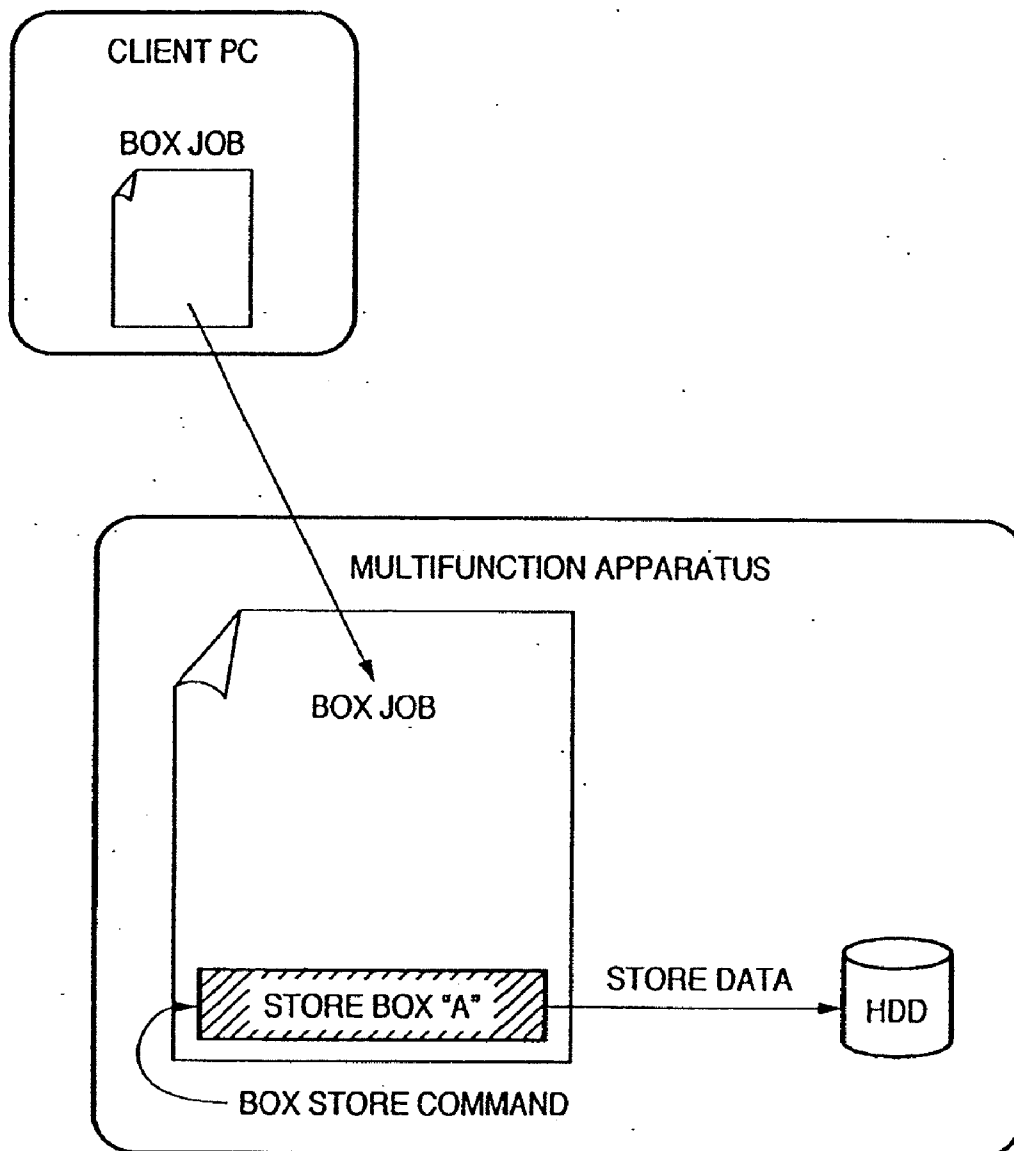 CLIENT PC
BOX JOB
MULTIFUNCTION APPARATUS
BOX JOB
STORE BOX "A"
STORE DATA
HDD
BOX STORE COMMAND